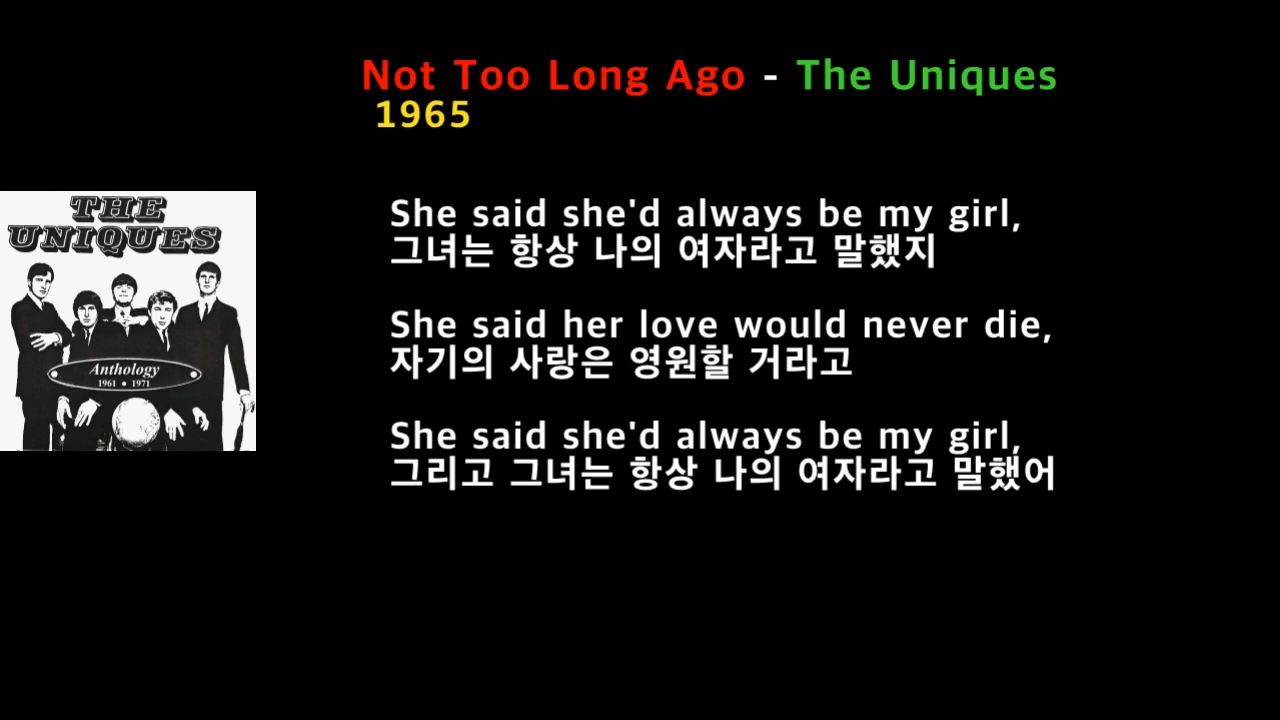 Not Too Long Ago - The Uniques
1965
THE
UNIQUES
Anthology
1961 • 1971
She said she'd always be my girl,
그녀는 항상 나의 여자라고 말했지
She said her love would never die,
자기의 사랑은 영원할 거라고
She said she'd always be my girl,
그리고 그녀는 항상 나의 여자라고 말했어